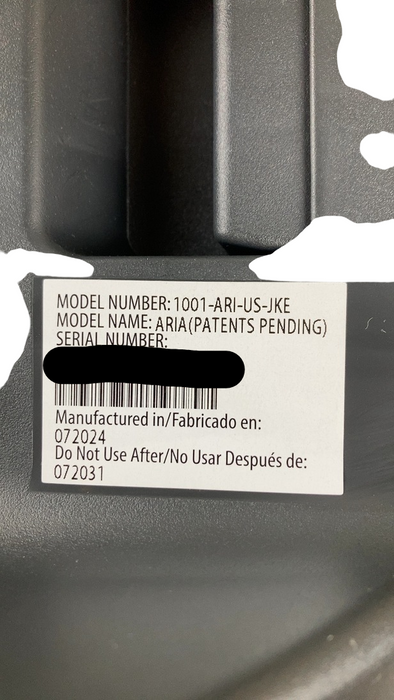 MODEL NUMBER: 1001-ARI-US-JKE
MODEL NAME: ARIA(PATENTS PENDING)
SERIAL NUMBER:
Manufactured in/Fabricado en:
072024
Do Not Use After/No Usar Después de:
072031